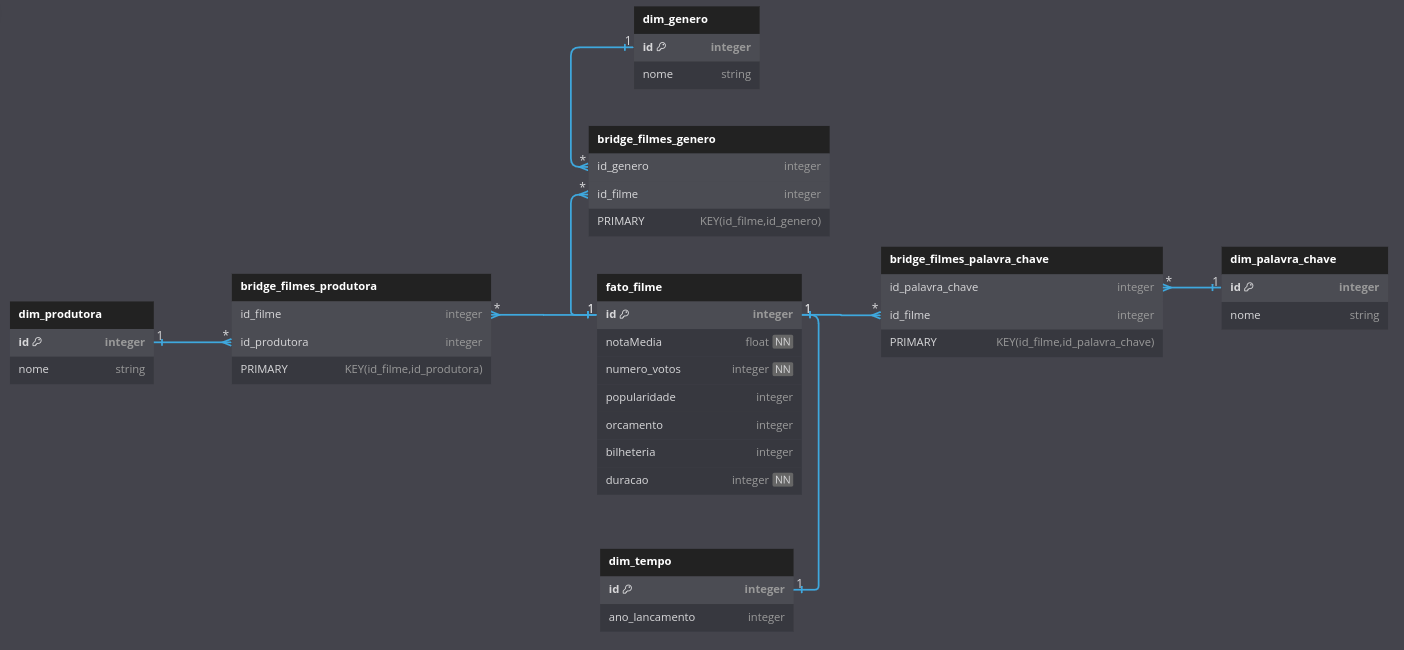 dim_genero
id integer
nome string
bridge_filmes_genero
id_genero integer
id_filme integer
PRIMARY KEY(id_filme,id_genero)
dim_produtora
id integer
nome string
bridge_filmes_produtora
id_filme integer
id_produtora integer
PRIMARY KEY(id_filme,id_produtora)
fato_filme
id integer
notaMedia float NN
numero_votos integer NN
popularidade integer
orcamento integer
bilheteria integer
duracao integer NN
bridge_filmes_palavra_chave
id_palavra_chave integer
id_filme integer
PRIMARY KEY(id_filme,id_palavra_chave)
dim_palavra_chave
id integer
nome string
dim_tempo
id integer
ano_lancamento integer
1
*
*
1
*
*
1
1
*
*
1
1